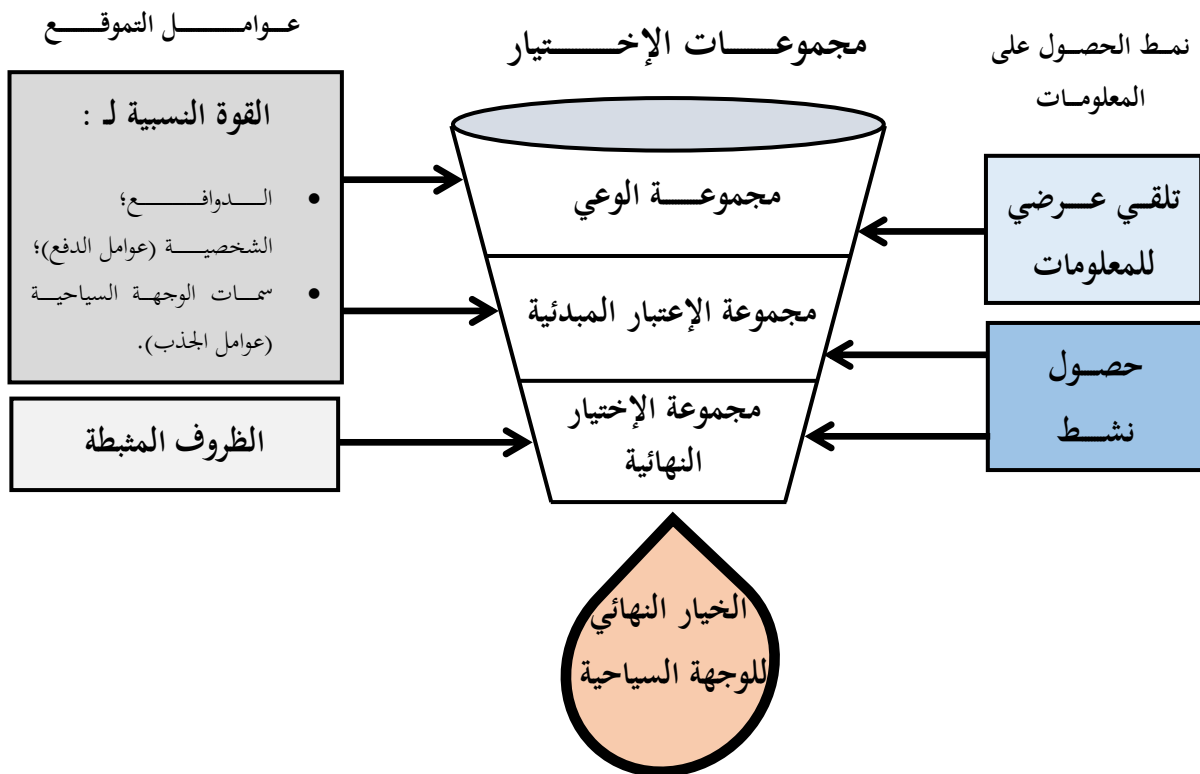 عوامل التموقع
مجموعات الإختيار
نمط الحصول على
المعلومات
القوة النسبية لـ :
• الدوافع؛
الشخصية (عوامل الدفع)؛
• سمات الوجهة السياحية
(عوامل الجذب).
الظروف المثبطة
مجموعة الوعي
مجموعة الإعتبار المبدئية
مجموعة الإختيار
النهائية
تلقي عرضي
للمعلومات
حصول
نشط
الخيار النهائي
للوجهة السياحية